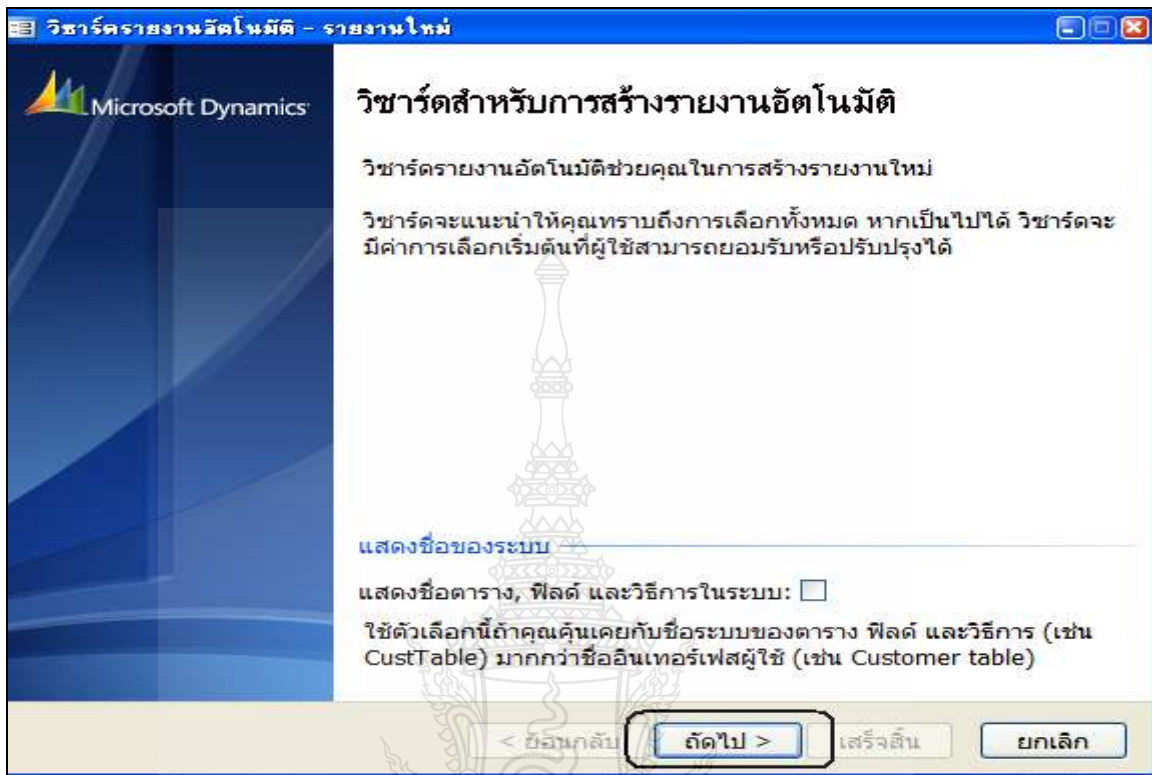 วิซาร์ดรายงานอัตโนมัติ - รายงานใหม่
Microsoft Dynamics
วิซาร์ดสำหรับการสร้างรายงานอัตโนมัติ
วิซาร์ดรายงานอัตโนมัติช่วยคุณในการสร้างรายงานใหม่
วิซาร์ดจะแนะนำให้คุณทราบถึงการเลือกทั้งหมด หากเป็นไปได้ วิซาร์ดจะ
มีค่าการเลือกเริ่มต้นที่ผู้ใช้สามารถยอมรับหรือปรับปรุงได้
แสดงชื่อของระบบ
แสดงชื่อตาราง, ฟิลด์ และวิธีการในระบบ:
ใช้ตัวเลือกนี้ถ้าคุณคุ้นเคยกับชื่อระบบของตาราง ฟิลด์ และวิธีการ (เช่น
CustTable) มากกว่าชื่ออินเทอร์เฟสผู้ใช้ (เช่น Customer table)
< ย้อนกลับ
ถัดไป >
เสร็จสิ้น
ยกเลิก